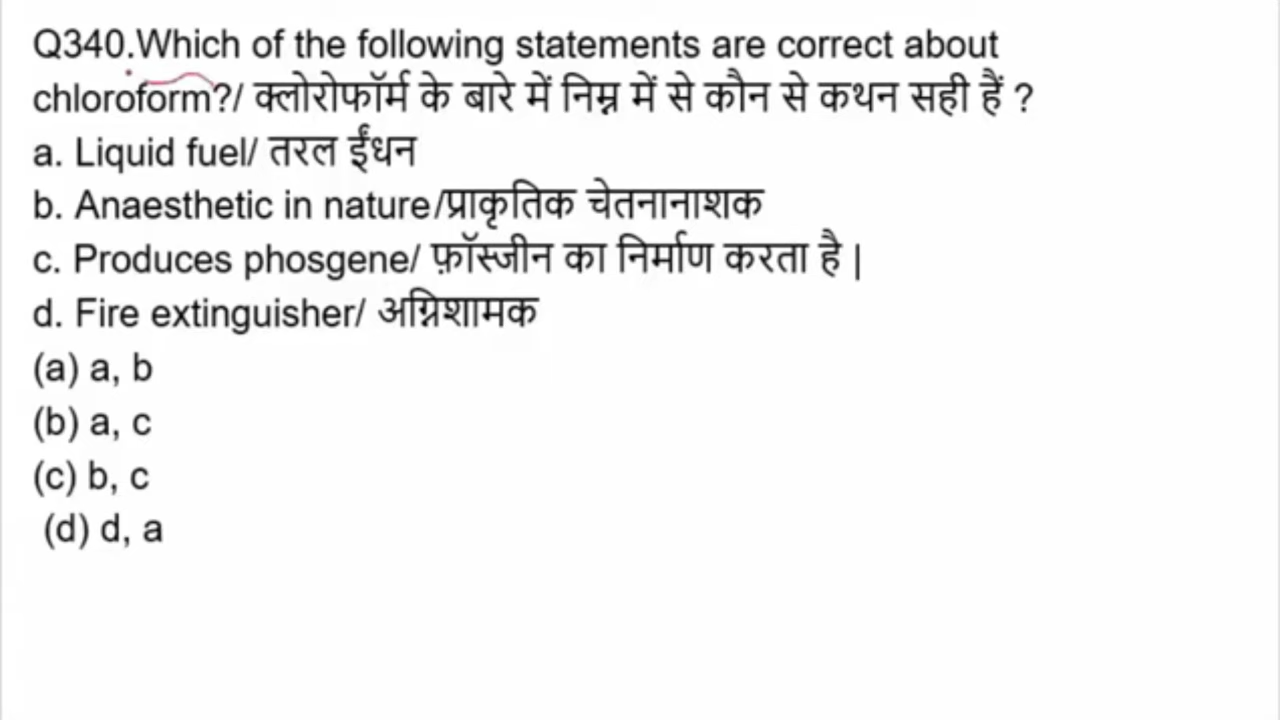 Q340.Which of the following statements are correct about
chloroform?/ क्लोरोफॉर्म के बारे में निम्न में से कौन से कथन सही हैं ?
a. Liquid fuel/ तरल ईंधन
b. Anaesthetic in nature/प्राकृतिक चेतनानाशक
c. Produces phosgene/ फ़ॉस्जीन का निर्माण करता है |
d. Fire extinguisher/ अग्निशामक
(a) a, b
(b) a, c
(c) b, c
(d) d, a